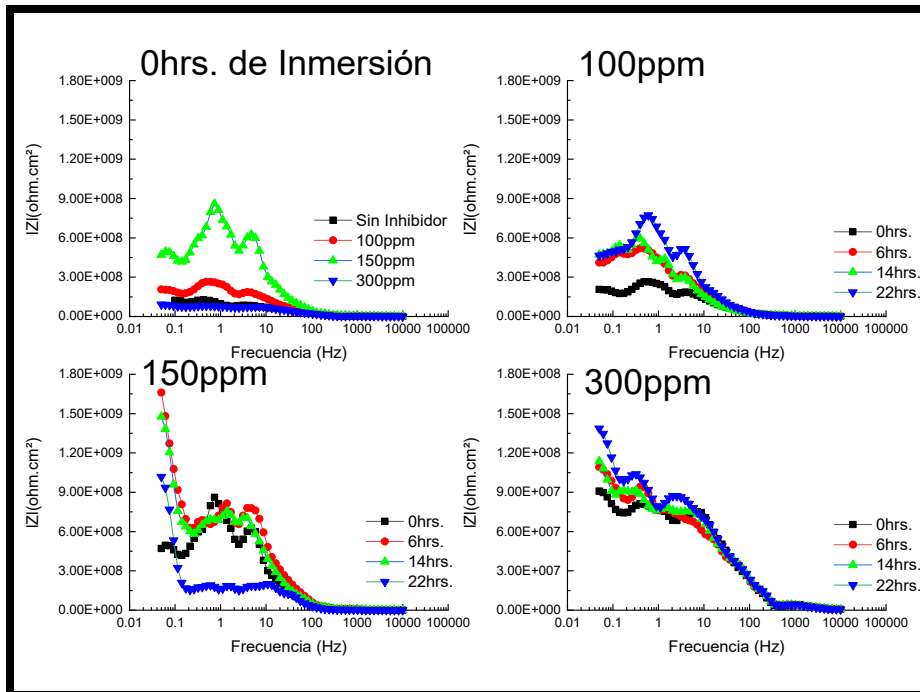 0hrs. de Inmersión
1.80E+009
1.50E+009
1.20E+009
9.00E+008
6.00E+008
3.00E+008
0.00E+000
IZI(ohm.cm²)
Sin Inhibidor
100ppm
150ppm
300ppm
0.01 0.1 1 10 100 1000 10000 100000
Frecuencia (Hz)
100ppm
1.80E+009
1.50E+009
1.20E+009
9.00E+008
6.00E+008
3.00E+008
0.00E+000
IZI(ohm.cm²)
0hrs.
6hrs.
14hrs.
22hrs.
0.01 0.1 1 10 100 1000 10000 100000
Frecuencia (Hz)
150ppm
1.80E+009
1.50E+009
1.20E+009
9.00E+008
6.00E+008
3.00E+008
0.00E+000
IZI(ohm.cm²)
0hrs.
6hrs.
14hrs.
22hrs.
0.01 0.1 1 10 100 1000 10000 100000
Frecuencia (Hz)
300ppm
1.80E+008
1.50E+008
1.20E+008
9.00E+007
6.00E+007
3.00E+007
0.00E+000
IZI(ohm.cm²)
0hrs.
6hrs.
14hrs.
22hrs.
0.01 0.1 1 10 100 1000 10000 100000
Frecuencia (Hz)